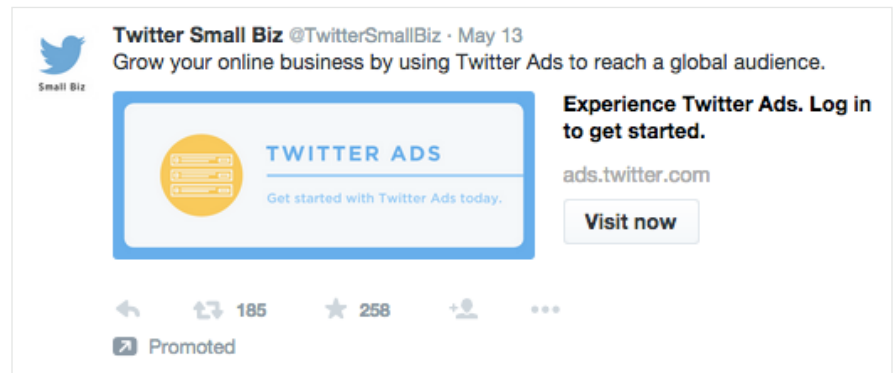 Twitter Small Biz @TwitterSmallBiz · May 13
Grow your online business by using Twitter Ads to reach a global audience.
Small Biz
TWITTER ADS
Get started with Twitter Ads today.
Experience Twitter Ads. Log in
to get started.
ads.twitter.com
Visit now
185 258
Promoted